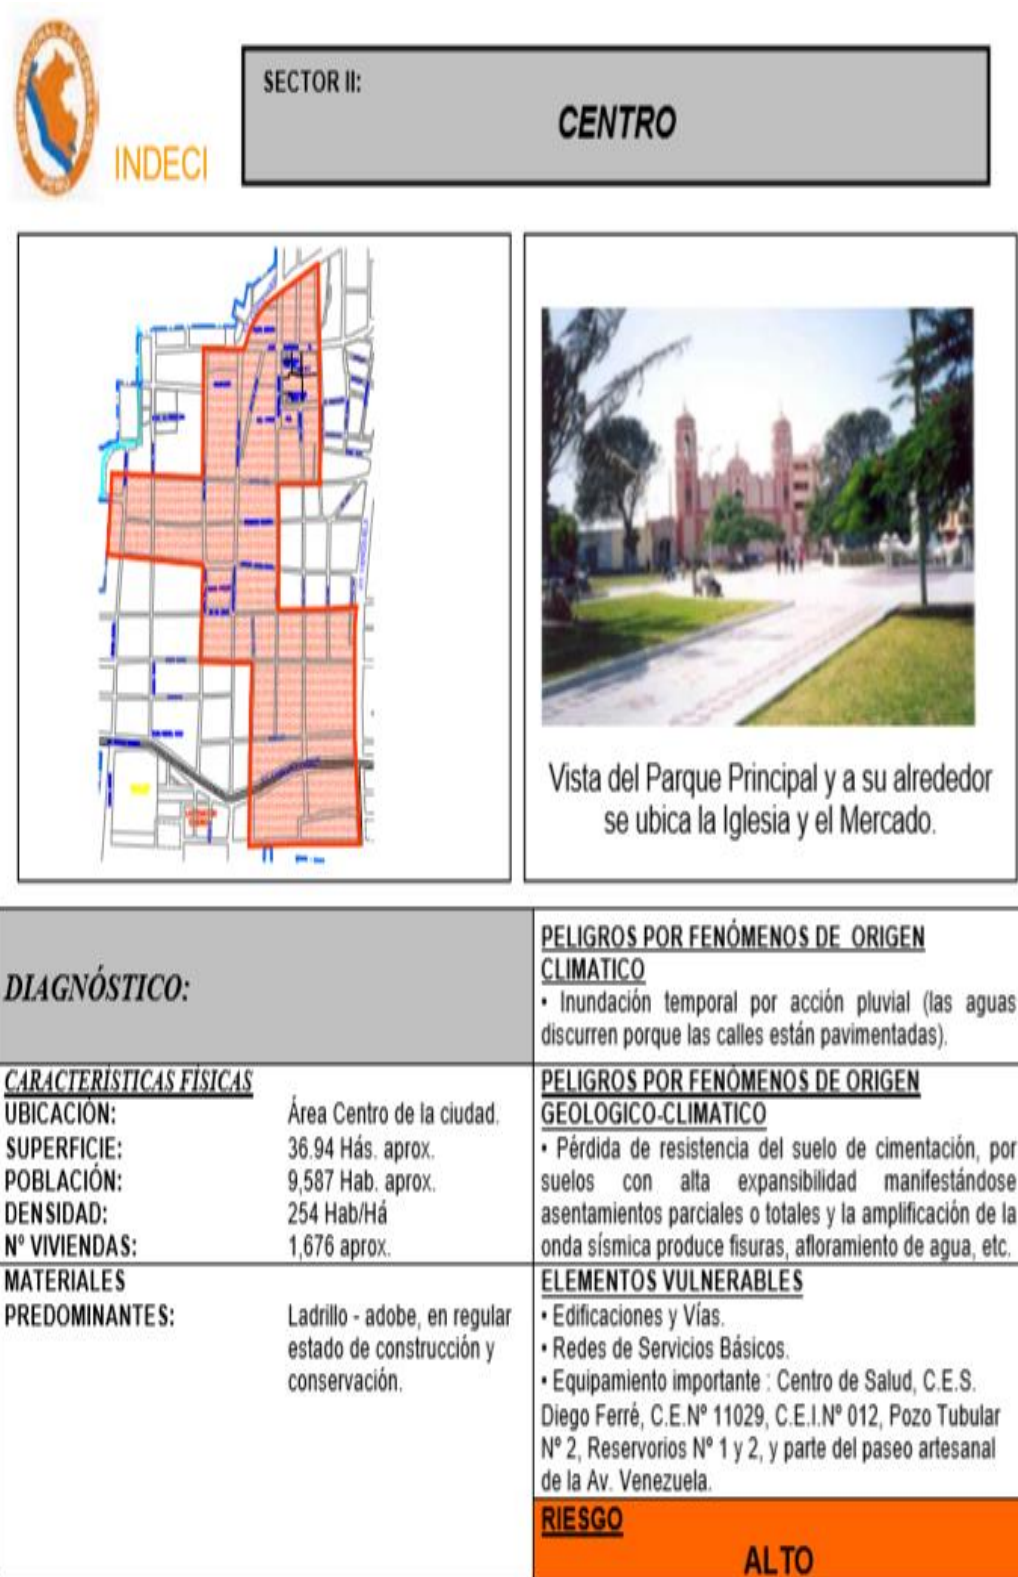 INDECI
SECTOR II:
CENTRO
Vista del Parque Principal y a su alrededor
se ubica la Iglesia y el Mercado.
DIAGNÓSTICO:
PELIGROS POR FENÓMENOS DE ORIGEN
CLIMATICO
• Inundación temporal por acción pluvial (las aguas
discurren porque las calles están pavimentadas).
CARACTERÍSTICAS FÍSICAS
UBICACIÓN: Área Centro de la ciudad.
SUPERFICIE: 36.94 Hás. aprox.
POBLACIÓN: 9,587 Hab. aprox.
DENSIDAD: 254 Hab/Há
Nº VIVIENDAS: 1,676 aprox.
PELIGROS POR FENÓMENOS DE ORIGEN
GEOLOGICO-CLIMATICO
• Pérdida de resistencia del suelo de cimentación, por
suelos con alta expansibilidad manifestándose
asentamientos parciales o totales y la amplificación de la
onda sísmica produce fisuras, afloramiento de agua, etc.
MATERIALES
PREDOMINANTES: Ladrillo - adobe, en regular
estado de construcción y
conservación.
ELEMENTOS VULNERABLES
• Edificaciones y Vías.
• Redes de Servicios Básicos.
• Equipamiento importante : Centro de Salud, C.E.S.
Diego Ferré, C.E.Nº 11029, C.E.I.Nº 012, Pozo Tubular
Nº 2, Reservorios Nº 1 y 2, y parte del paseo artesanal
de la Av. Venezuela.
RIESGO
ALTO